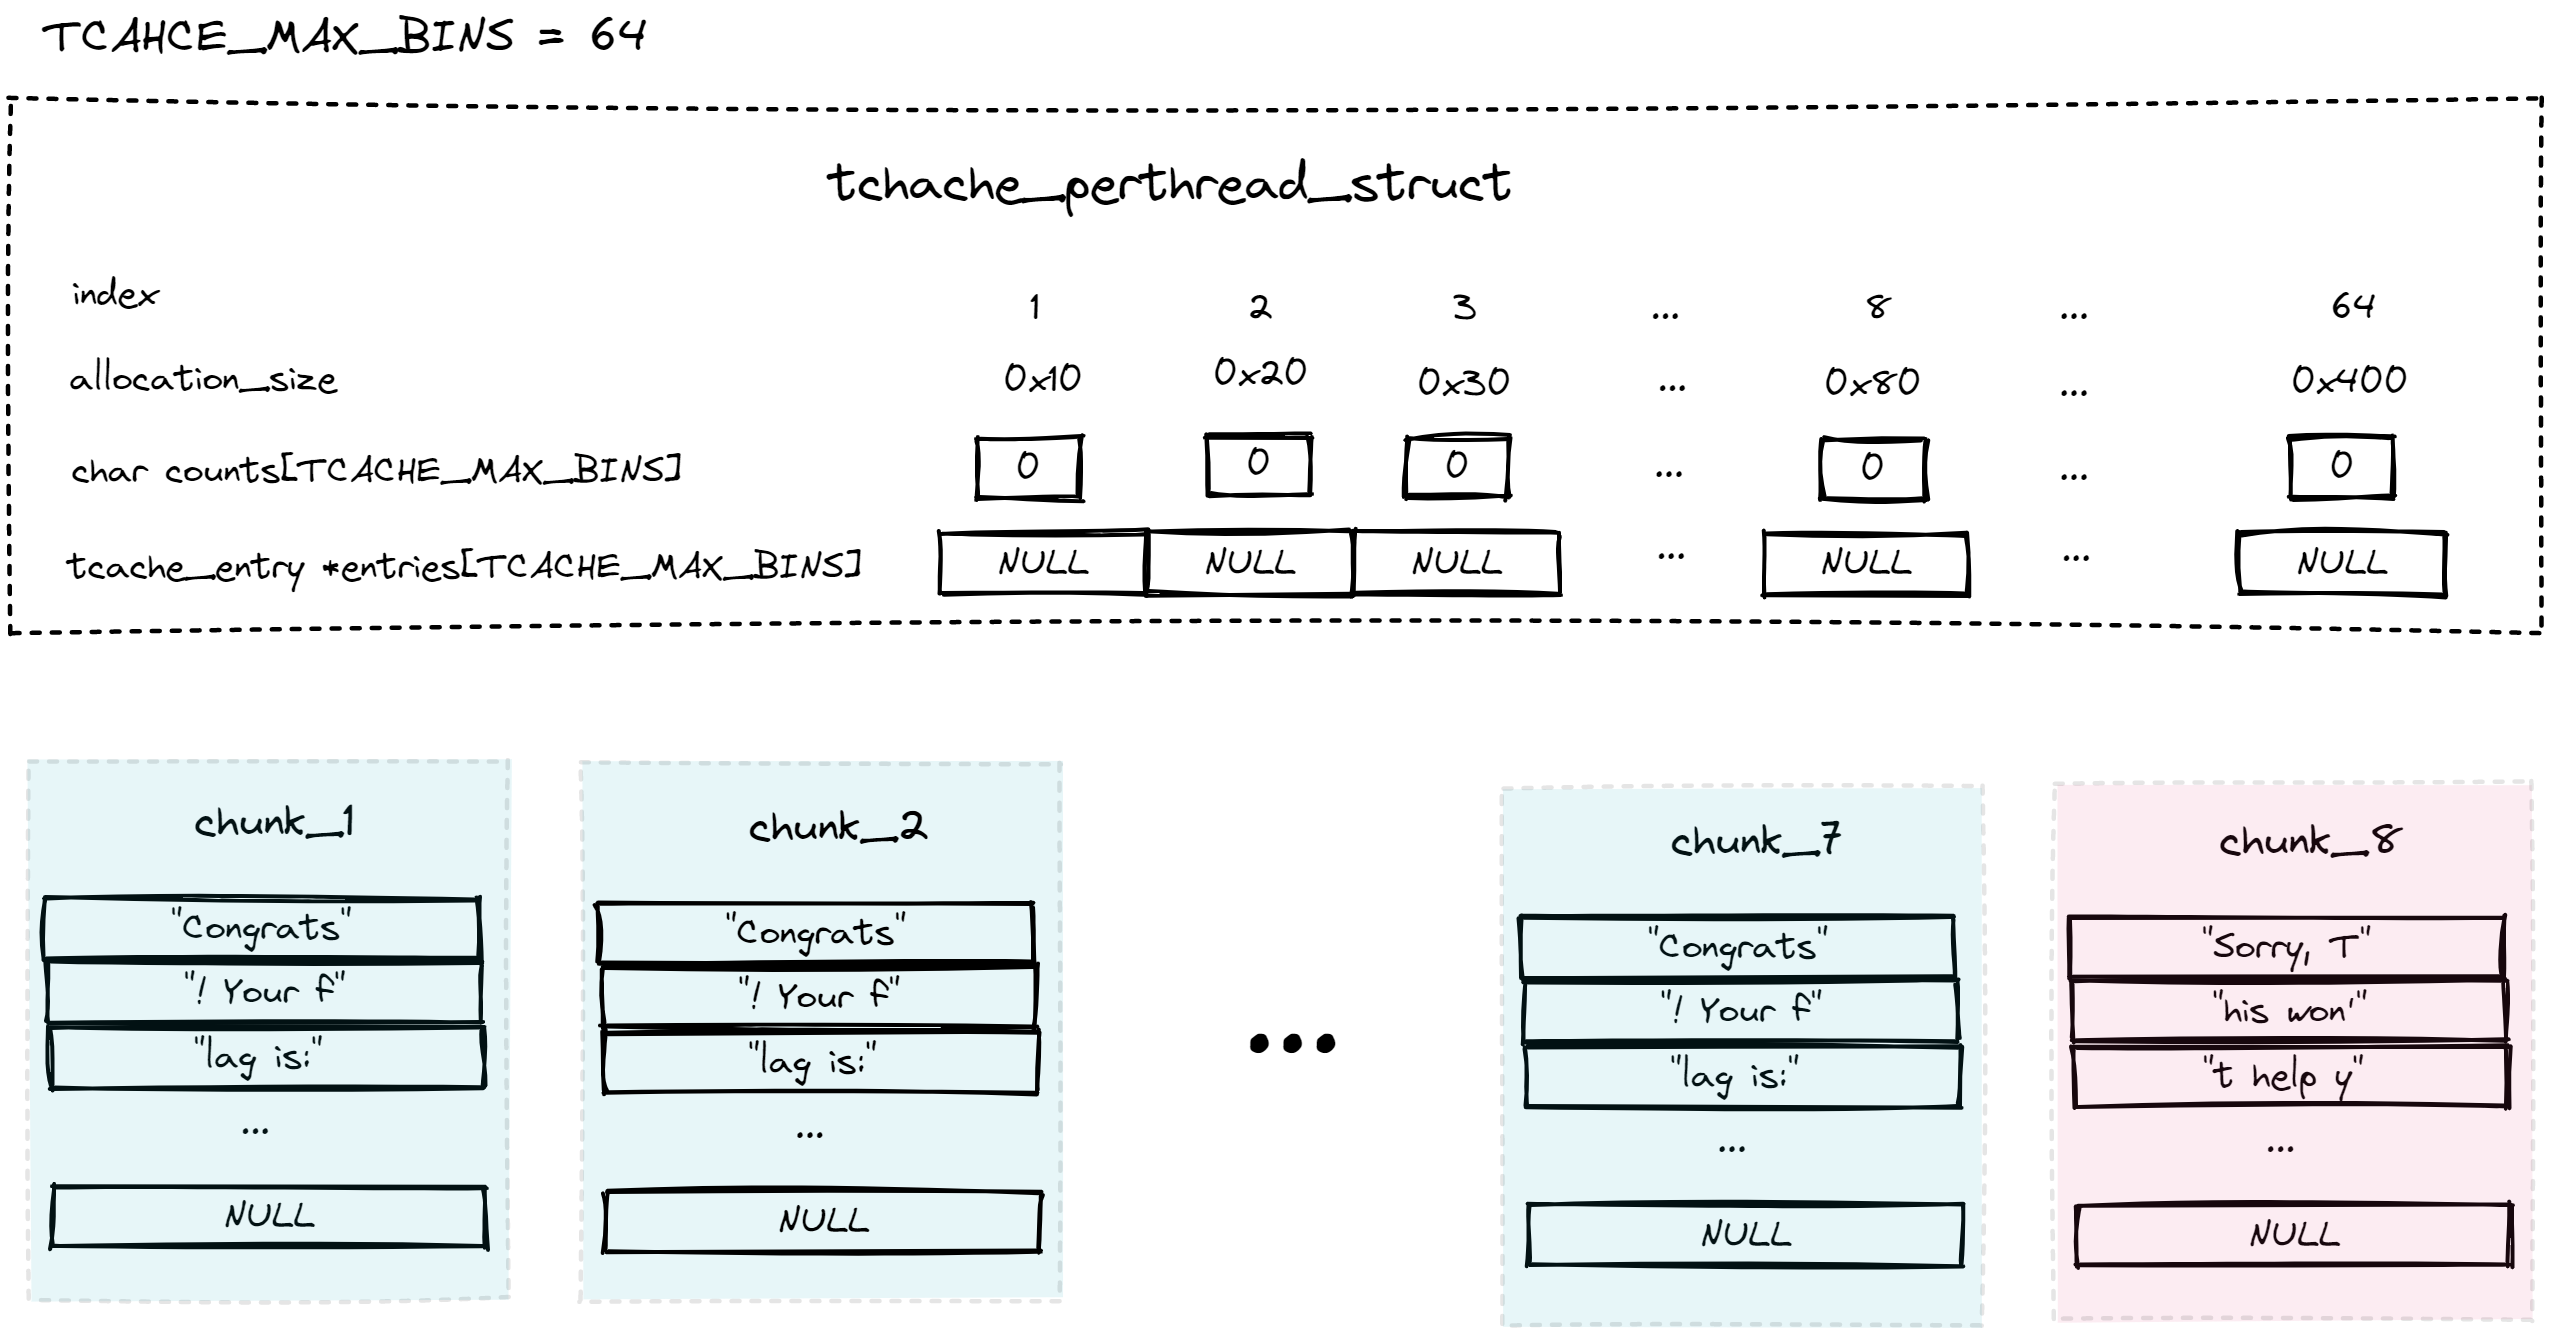 TCAHCE_MAX_BINS = 64
tchache_perthread_struct
index 1 2 3 ... 8 ... 64
allocation_size 0x10 0x20 0x30 ... 0x80 ... 0x400
char counts[TCACHE_MAX_BINS] 0 0 0 ... 0 ... 0
tcache_entry *entries[TCACHE_MAX_BINS] NULL NULL NULL ... NULL ... NULL
chunk_1
"Congrats"
"! Your f"
"lag is:"
...
NULL
chunk_2
"Congrats"
"! Your f"
"lag is:"
...
NULL
...
chunk_7
"Congrats"
"! Your f"
"lag is:"
...
NULL
chunk_8
"Sorry, T"
"his won'"
"t help y"
...
NULL